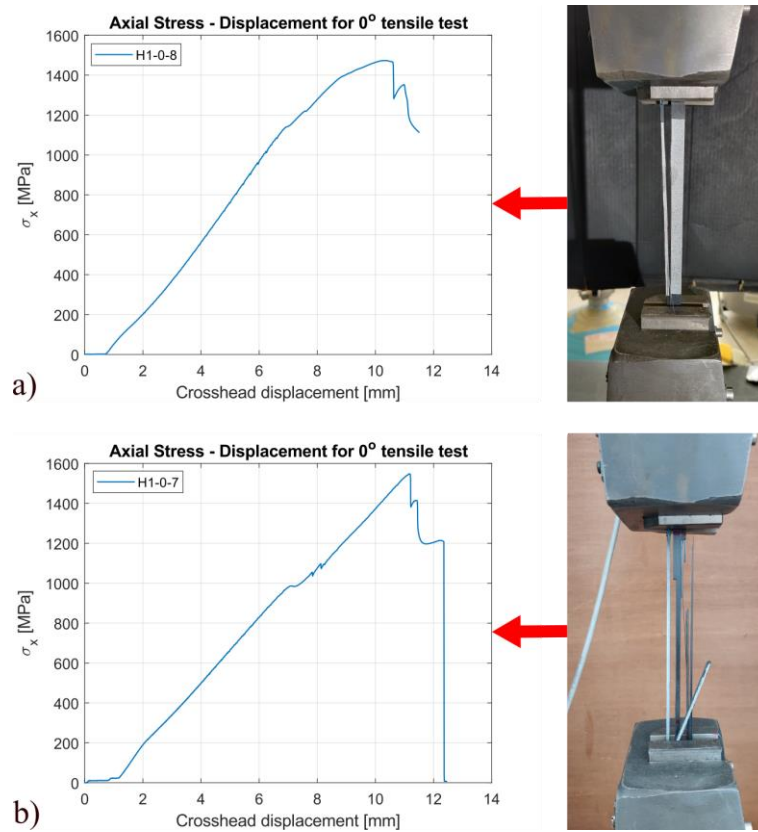 Axial Stress - Displacement for 0° tensile test
H1-0-8
σx [MPa]
1600
1400
1200
1000
800
600
400
200
0
0 2 4 6 8 10 12 14
Crosshead displacement [mm]
a)
Axial Stress - Displacement for 0° tensile test
H1-0-7
σx [MPa]
1600
1400
1200
1000
800
600
400
200
0
0 2 4 6 8 10 12 14
Crosshead displacement [mm]
b)